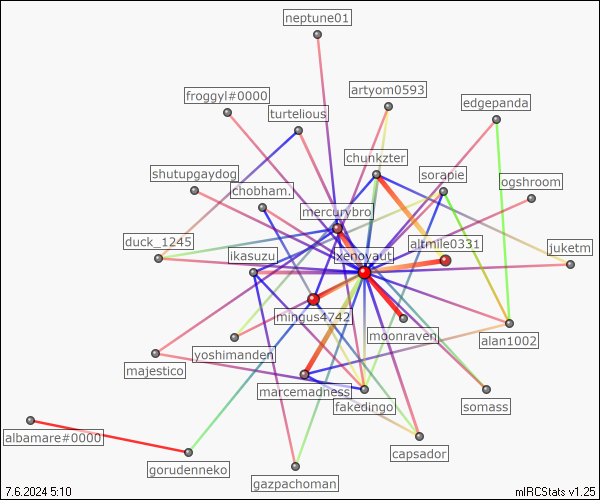 neptune01
artyom0593
froggyl#0000
edgepanda
turtelious
chunkzter
shutupgaydog
sorapie
ogshroom
chobham.
mercurybro
duck_1245
altmile0331
juketm
ikasuzu
xenoyaut
mingus4742
moonraven
alan1002
yoshimanden
majestico
marcemadness
fakedingo
somass
albamare#0000
capsador
gorudenneko
gazpachoman
7.6.2024 5:10
mIRCStats v1.25